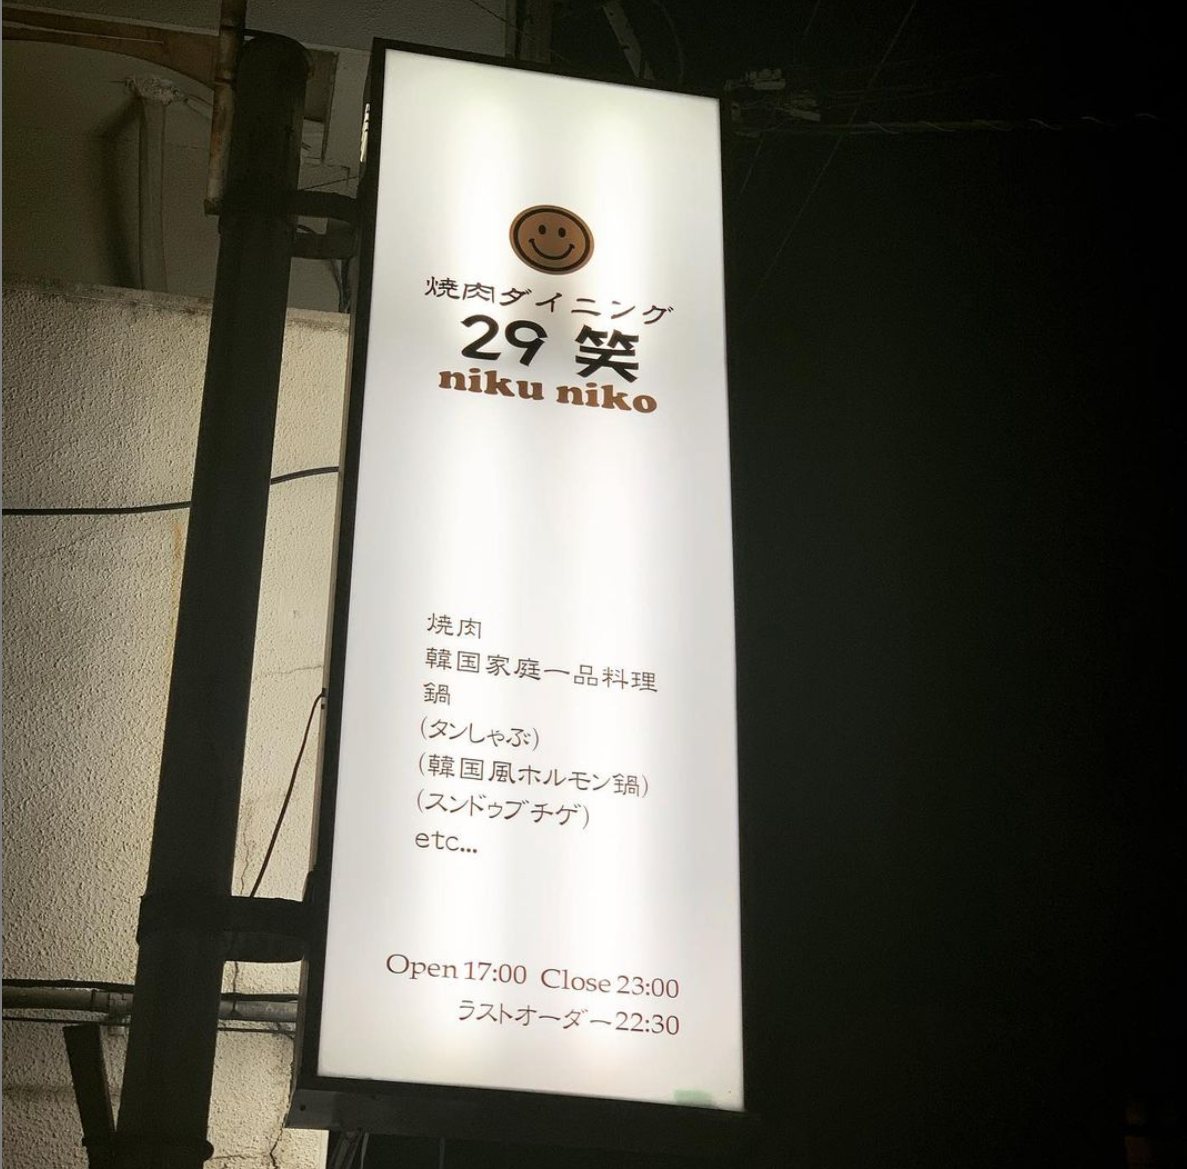 焼肉ダイニング
29 笑
niku niko
焼肉
韓国家庭一品料理
鍋
(タンしゃぶ)
(韓国風ホルモン鍋)
(スンドゥブチゲ)
etc...
Open 17:00 Close 23:00
ラストオーダー22:30